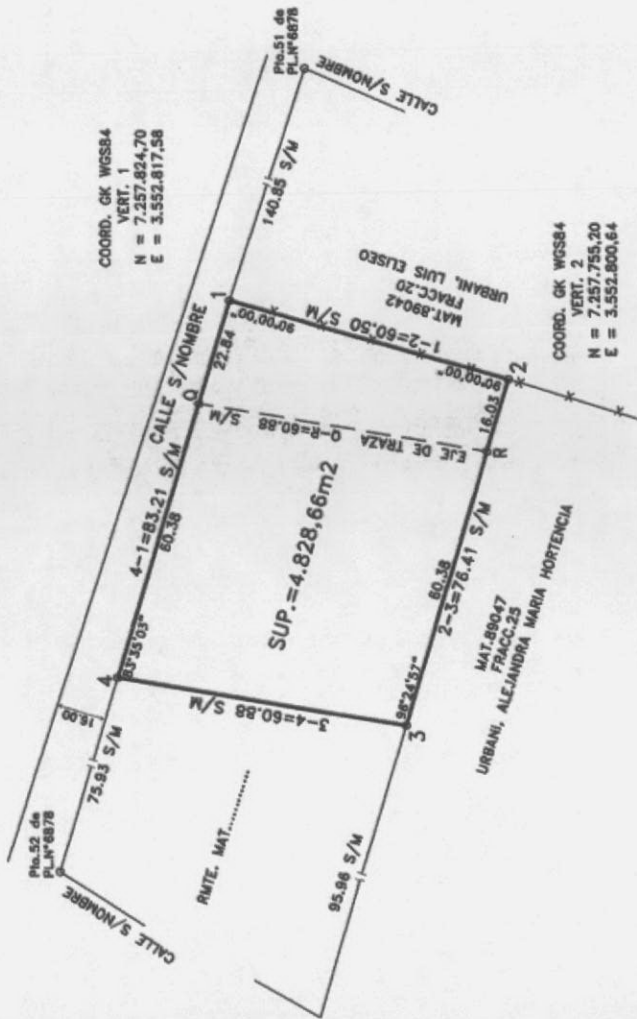 Pto.51 de
PL.Nº6878
CALLE S/NOMBRE
COORD. GK WGS84
VERT. 1
N = 7.257.824,70
E = 3.552.817,58
140.85 S/M
CALLE S/NOMBRE
1
22.84
Q
90°00'00"
4-1=83.21 S/M
60.38
MAT.89042
FRACC.20
URBANI, LUIS ELISEO
1-2=60.50 S/M
EJE DE TRAZA Q-R=60.88
S/M
90°00'00"
2
COORD. GK WGS84
VERT. 2
N = 7.257.755,20
E = 3.552.800,64
16.03
R
SUP.=4.828,66m2
4
83°35'03"
15.00
75.93 S/M
Pto.52 de
PL.Nº6878
CALLE S/NOMBRE
3-4=60.88 S/M
RMTE. MAT..............
60.38
2-3=76.41 S/M
96°24'57"
3
MAT.89047
FRACC.25
URBANI, ALEJANDRA MARIA HORTENCIA
95.96 S/M